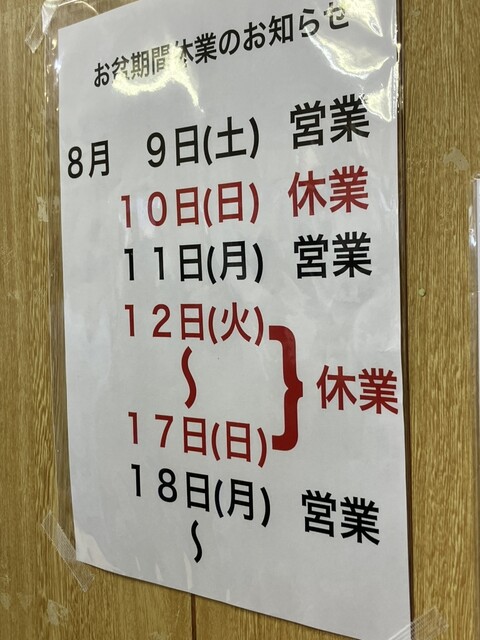 お盆期間休業のお知らせ
８月　９日(土)　営業
１０日(日)　休業
１１日(月)　営業
１２日(火)
〜　休業
１７日(日)
１８日(月)　営業
〜